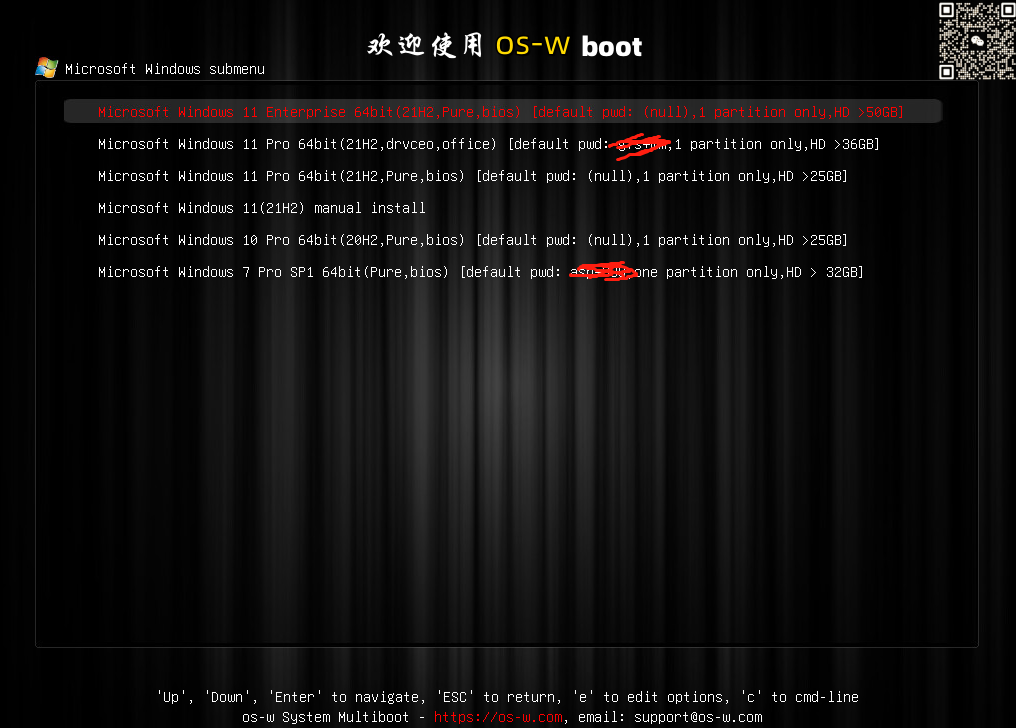 欢迎使用 OS-W boot
Microsoft Windows submenu
Microsoft Windows 11 Enterprise 64bit(21H2,Pure,bios) [default pwd: (null),1 partition only,HD >50GB]
Microsoft Windows 11 Pro 64bit(21H2,drvceo,office) [default pwd: ,1 partition only,HD >36GB]
Microsoft Windows 11 Pro 64bit(21H2,Pure,bios) [default pwd: (null),1 partition only,HD >25GB]
Microsoft Windows 11(21H2) manual install
Microsoft Windows 10 Pro 64bit(20H2,Pure,bios) [default pwd: (null),1 partition only,HD >25GB]
Microsoft Windows 7 Pro SP1 64bit(Pure,bios) [default pwd: one partition only,HD > 32GB]
'Up', 'Down', 'Enter' to navigate, 'ESC' to return, 'e' to edit options, 'c' to cmd-line
os-w System Multiboot - https://os-w.com, email: support@os-w.com